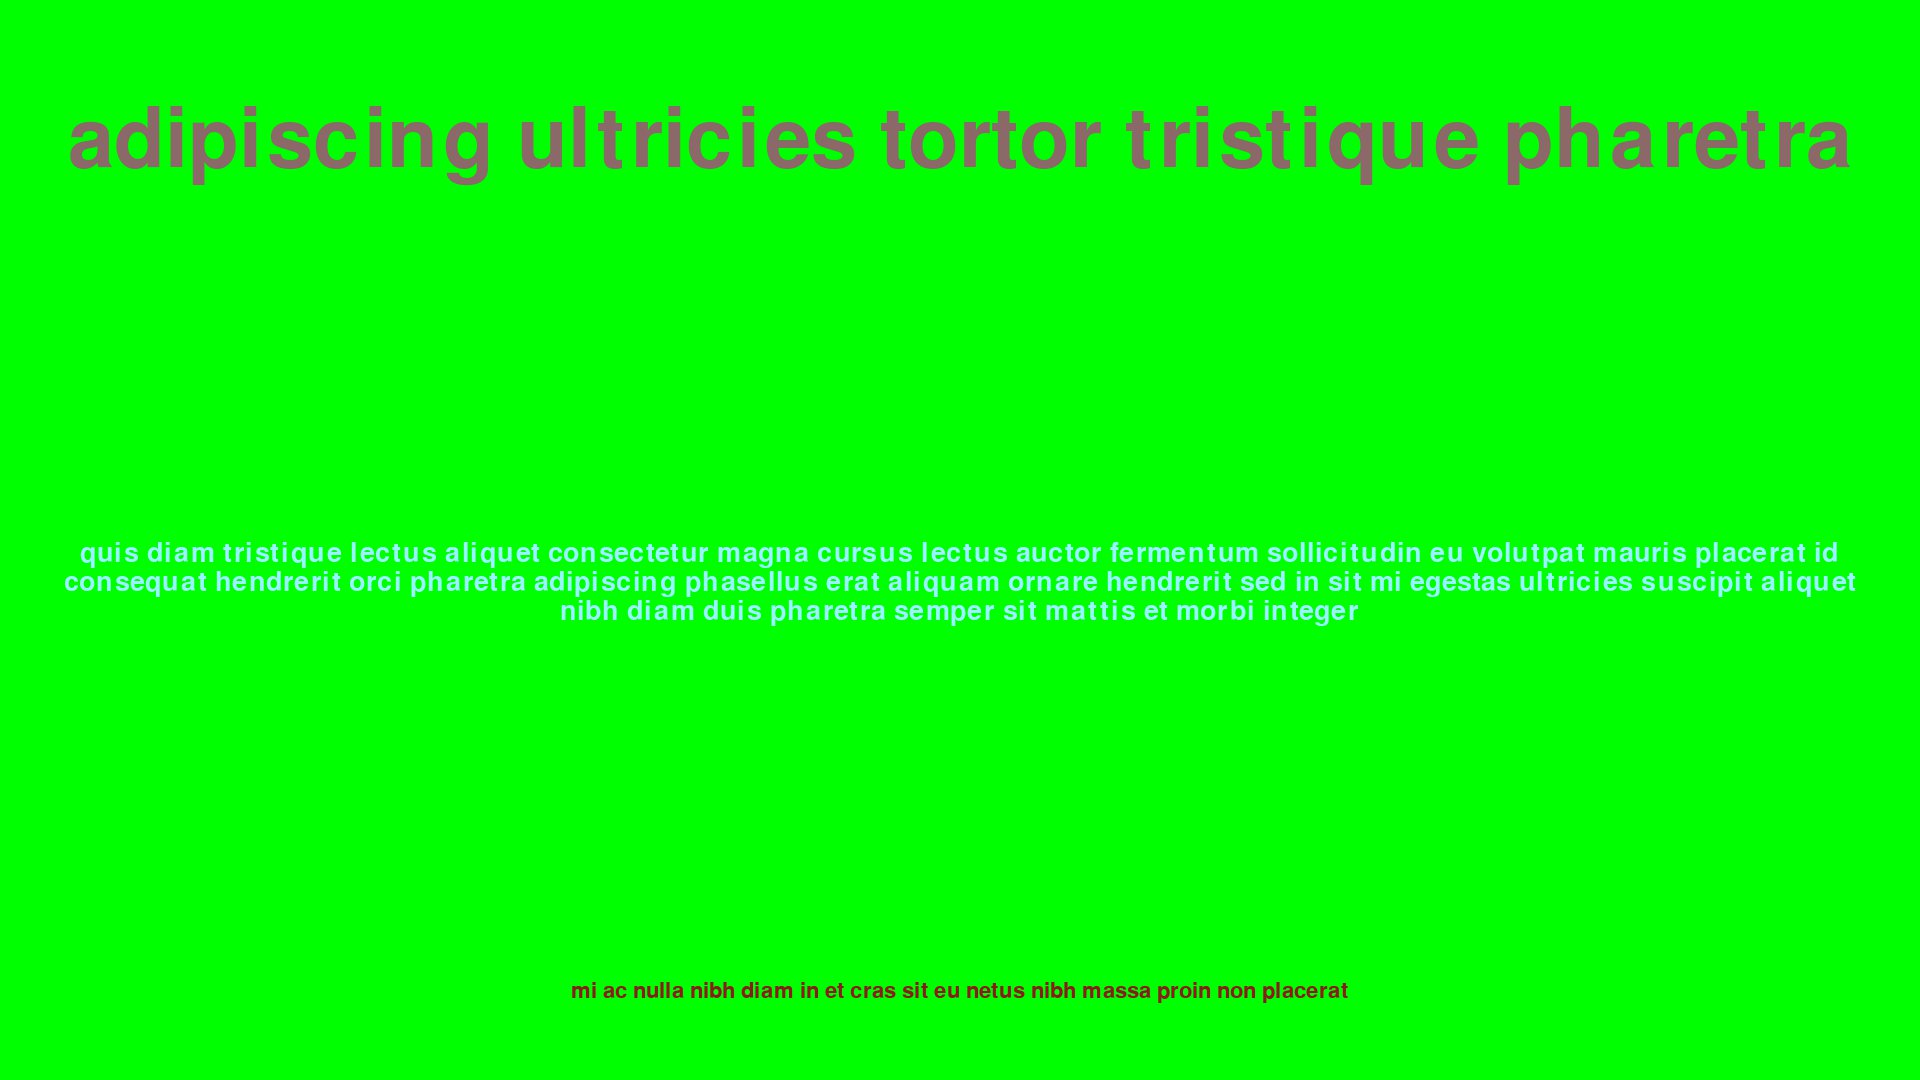 adipiscing ultricies tortor tristique pharetra
quis diam tristique lectus aliquet consectetur magna cursus lectus auctor fermentum sollicitudin eu volutpat mauris placerat id
consequat hendrerit orci pharetra adipiscing phasellus erat aliquam ornare hendrerit sed in sit mi egestas ultricies suscipit aliquet
nibh diam duis pharetra semper sit mattis et morbi integer
mi ac nulla nibh diam in et cras sit eu netus nibh massa proin non placerat